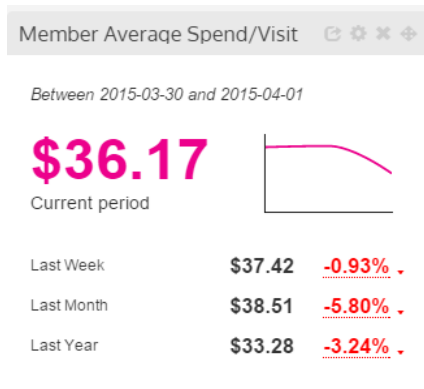 Member Average Spend/Visit
Between 2015-03-30 and 2015-04-01
$36.17
Current period
Last Week $37.42 -0.93%
Last Month $38.51 -5.80%
Last Year $33.28 -3.24%